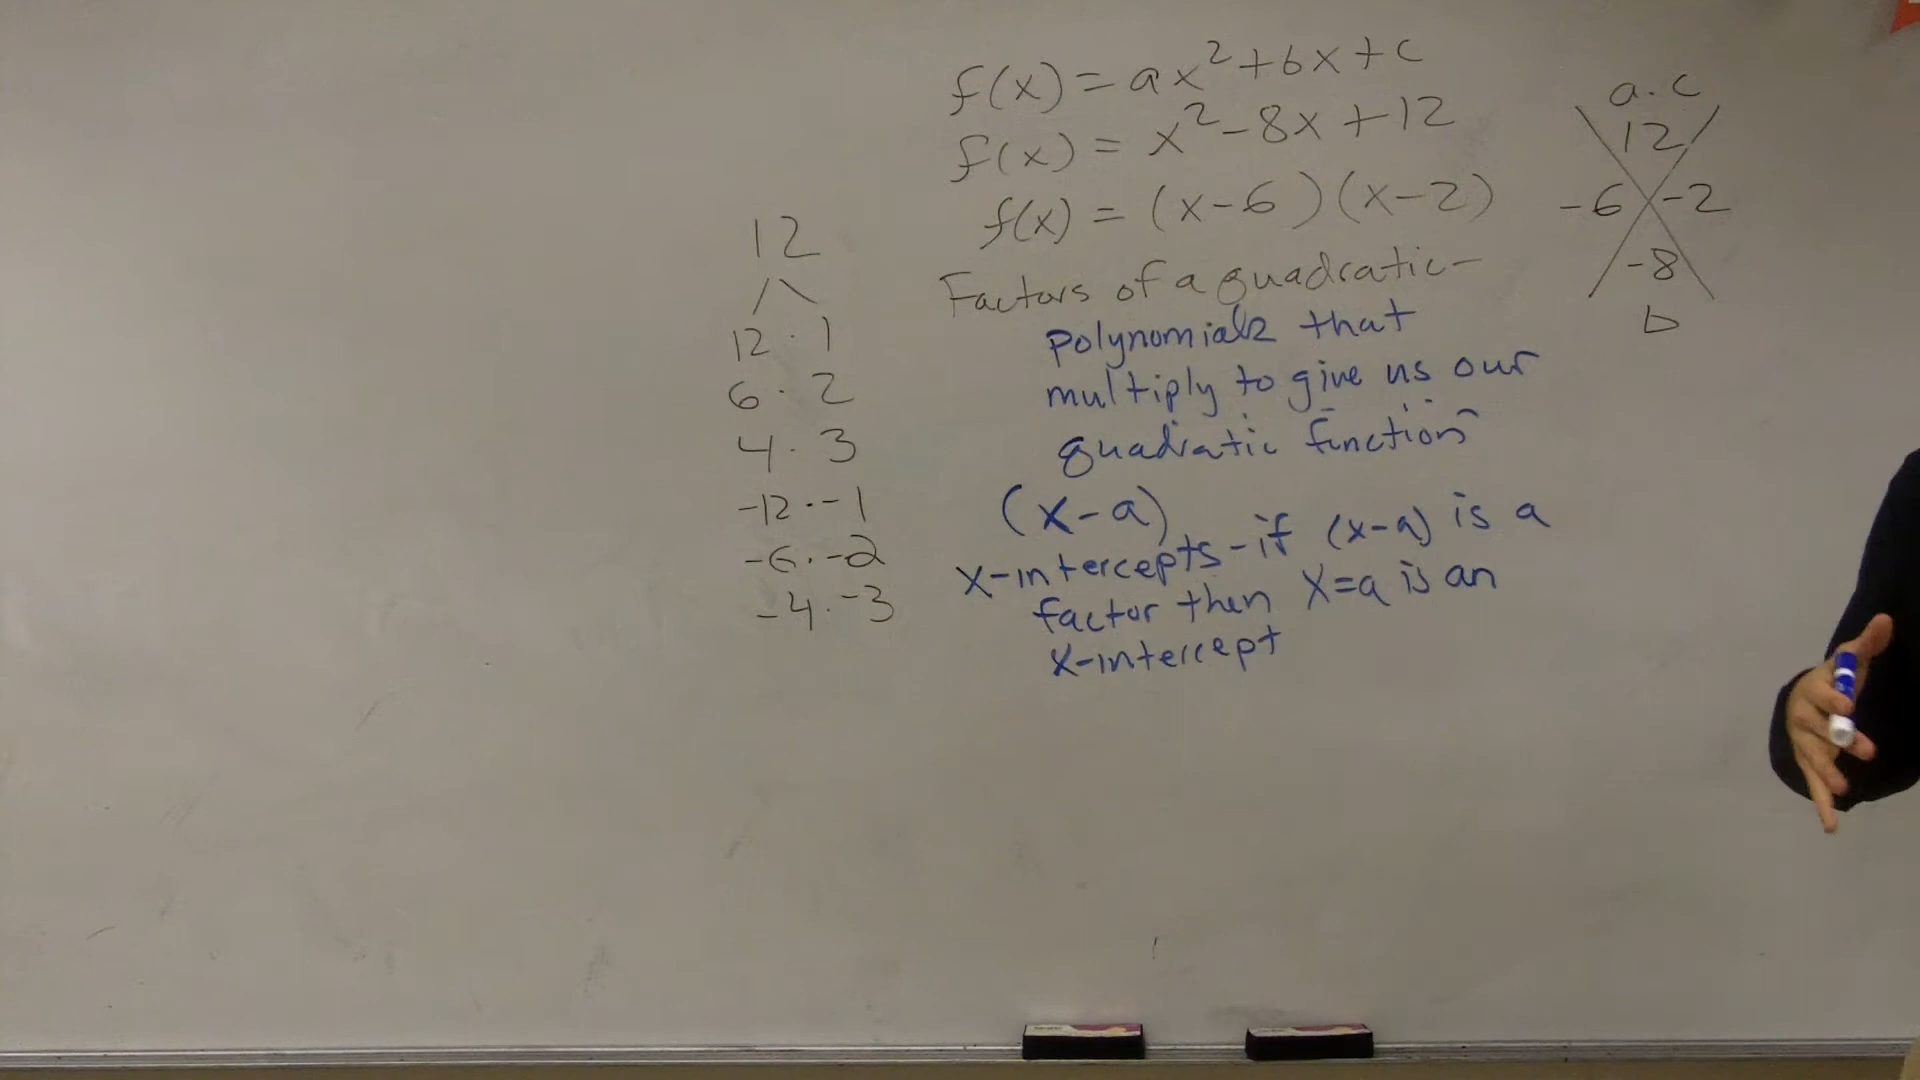 f(x) = ax²+bx+c
f(x) = x²-8x+12
f(x) = (x-6)(x-2)
Factors of a quadratic-
polynomials that
multiply to give us our
quadratic function
(x-a)
x-intercepts-if (x-a) is a
factor then x=a is an
x-intercept
12
12 · 1
6 · 2
4 · 3
-12 · -1
-6 · -2
-4 · -3
a·c
12
-6 -2
-8
b